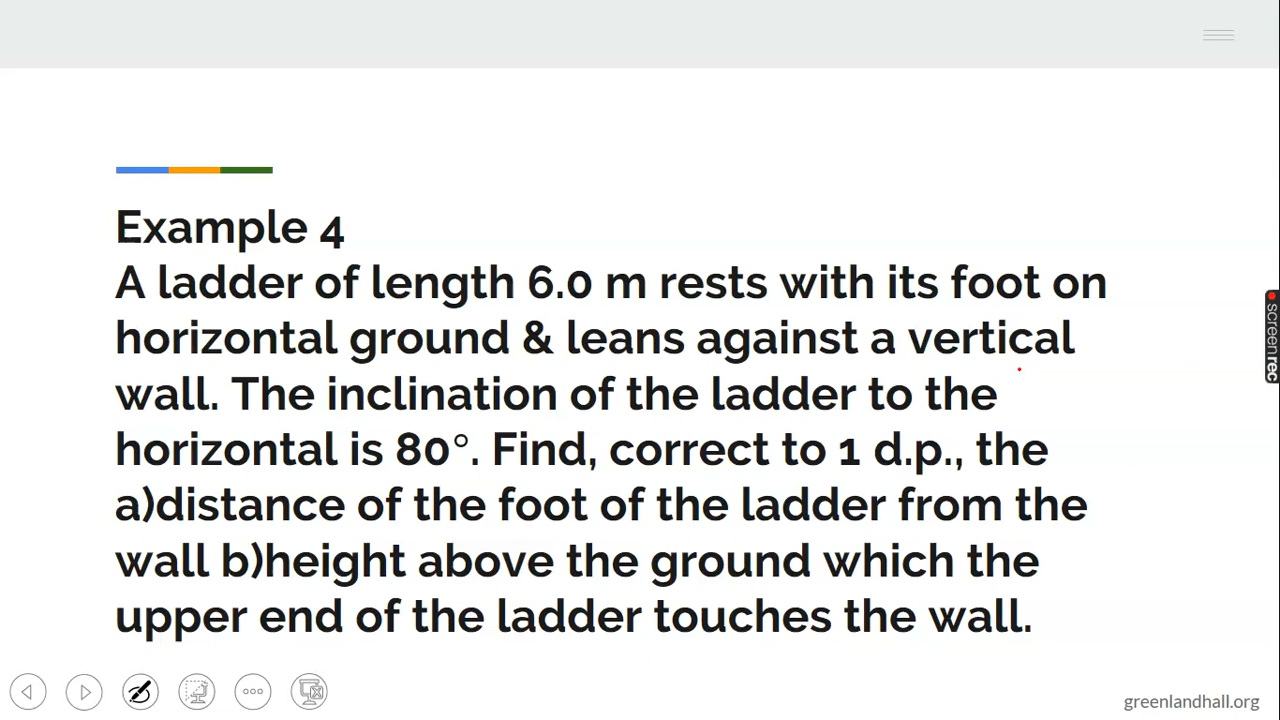 Example 4
A ladder of length 6.0 m rests with its foot on
horizontal ground & leans against a vertical
wall. The inclination of the ladder to the
horizontal is 80°. Find, correct to 1 d.p., the
a)distance of the foot of the ladder from the
wall b)height above the ground which the
upper end of the ladder touches the wall.
greenlandhall.org
screenrec